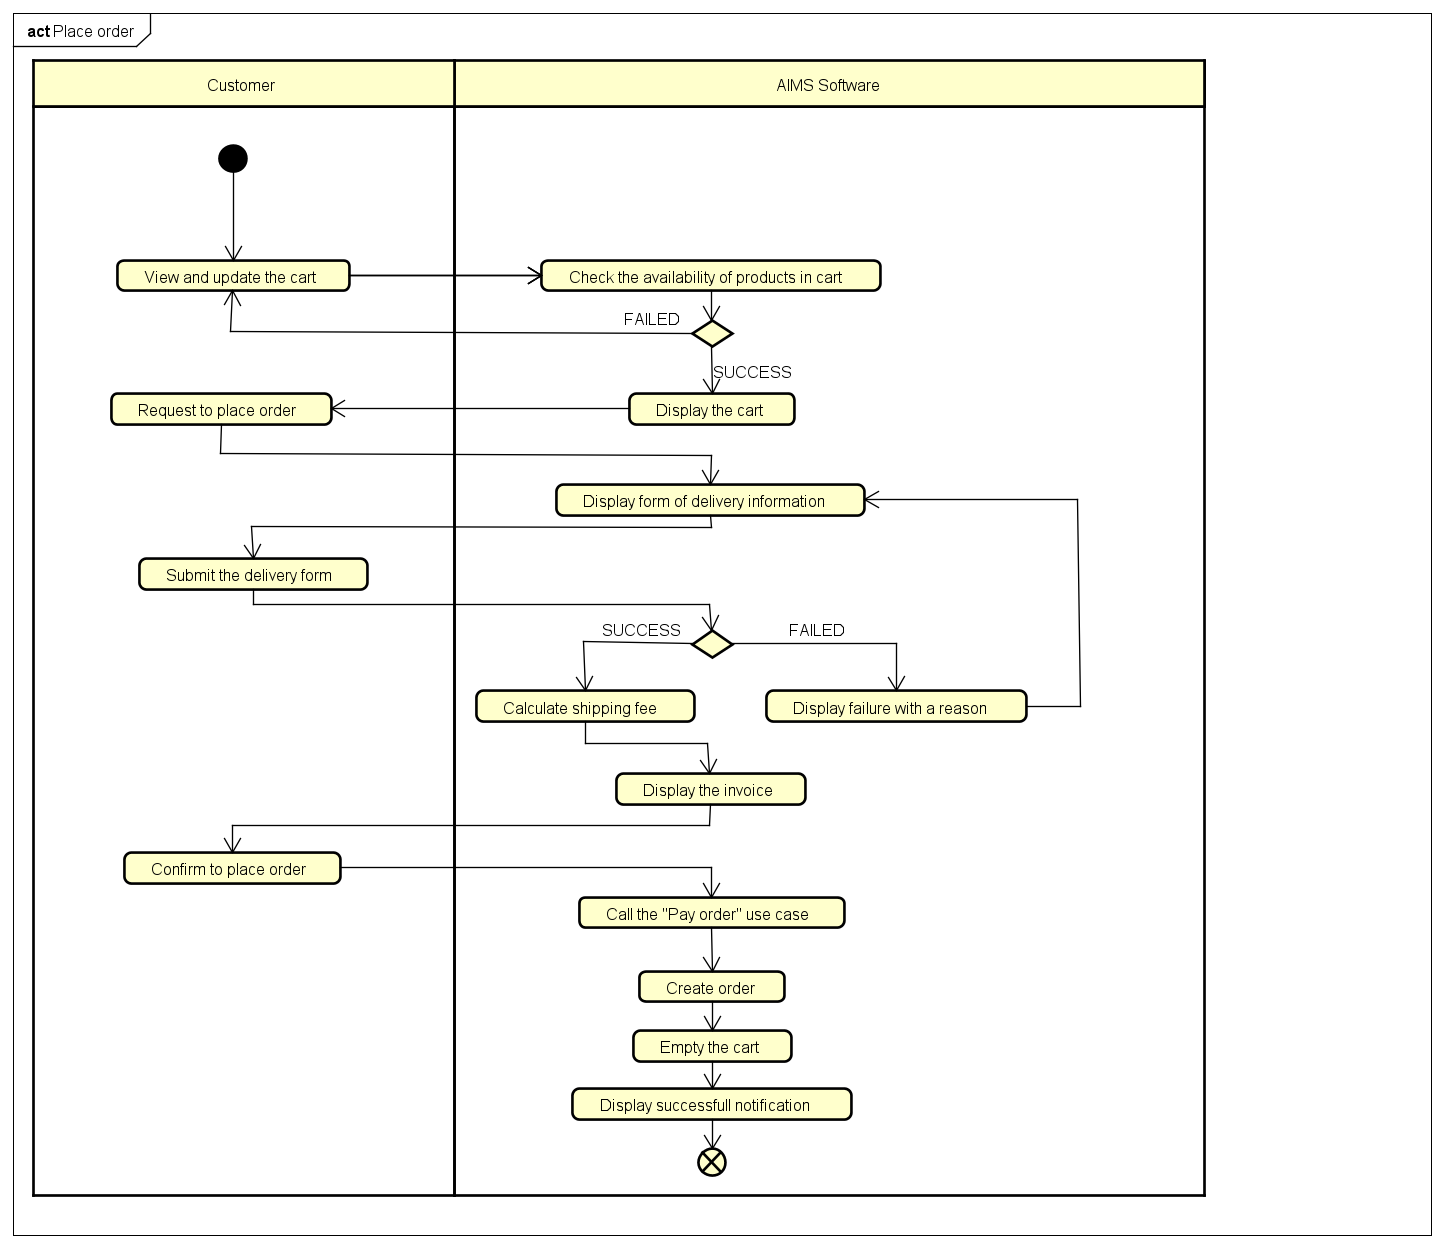 act Place order
Customer
AIMS Software
View and update the cart
Check the availability of products in cart
FAILED
SUCCESS
Request to place order
Display the cart
Display form of delivery information
Submit the delivery form
SUCCESS
FAILED
Calculate shipping fee
Display failure with a reason
Display the invoice
Confirm to place order
Call the "Pay order" use case
Create order
Empty the cart
Display successfull notification